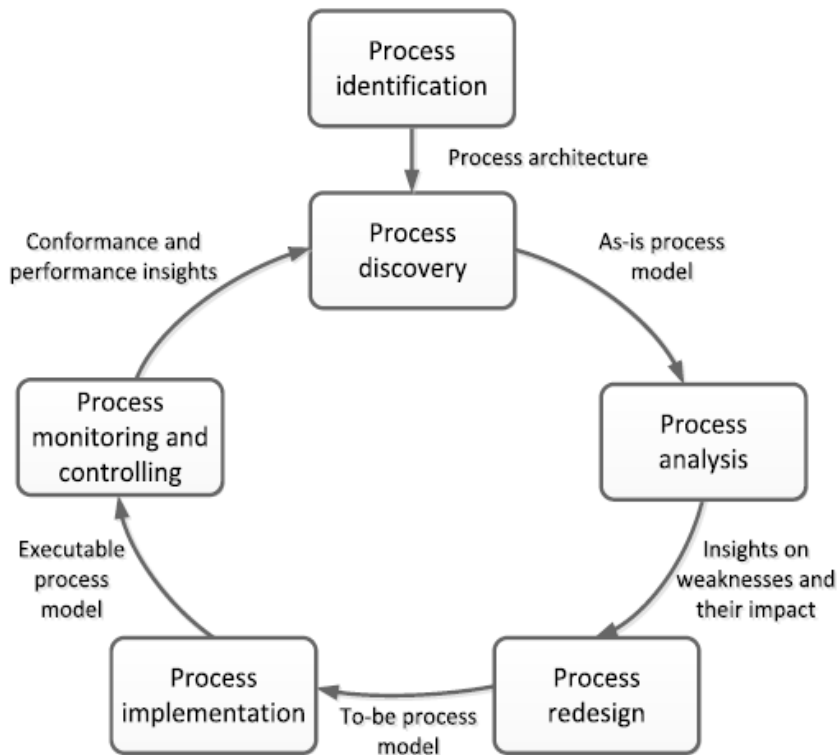 Process
identification
Process architecture
Process
discovery
As-is process
model
Process
analysis
Insights on
weaknesses and
their impact
Process
redesign
To-be process
model
Process
implementation
Executable
process
model
Process
monitoring and
controlling
Conformance and
performance insights